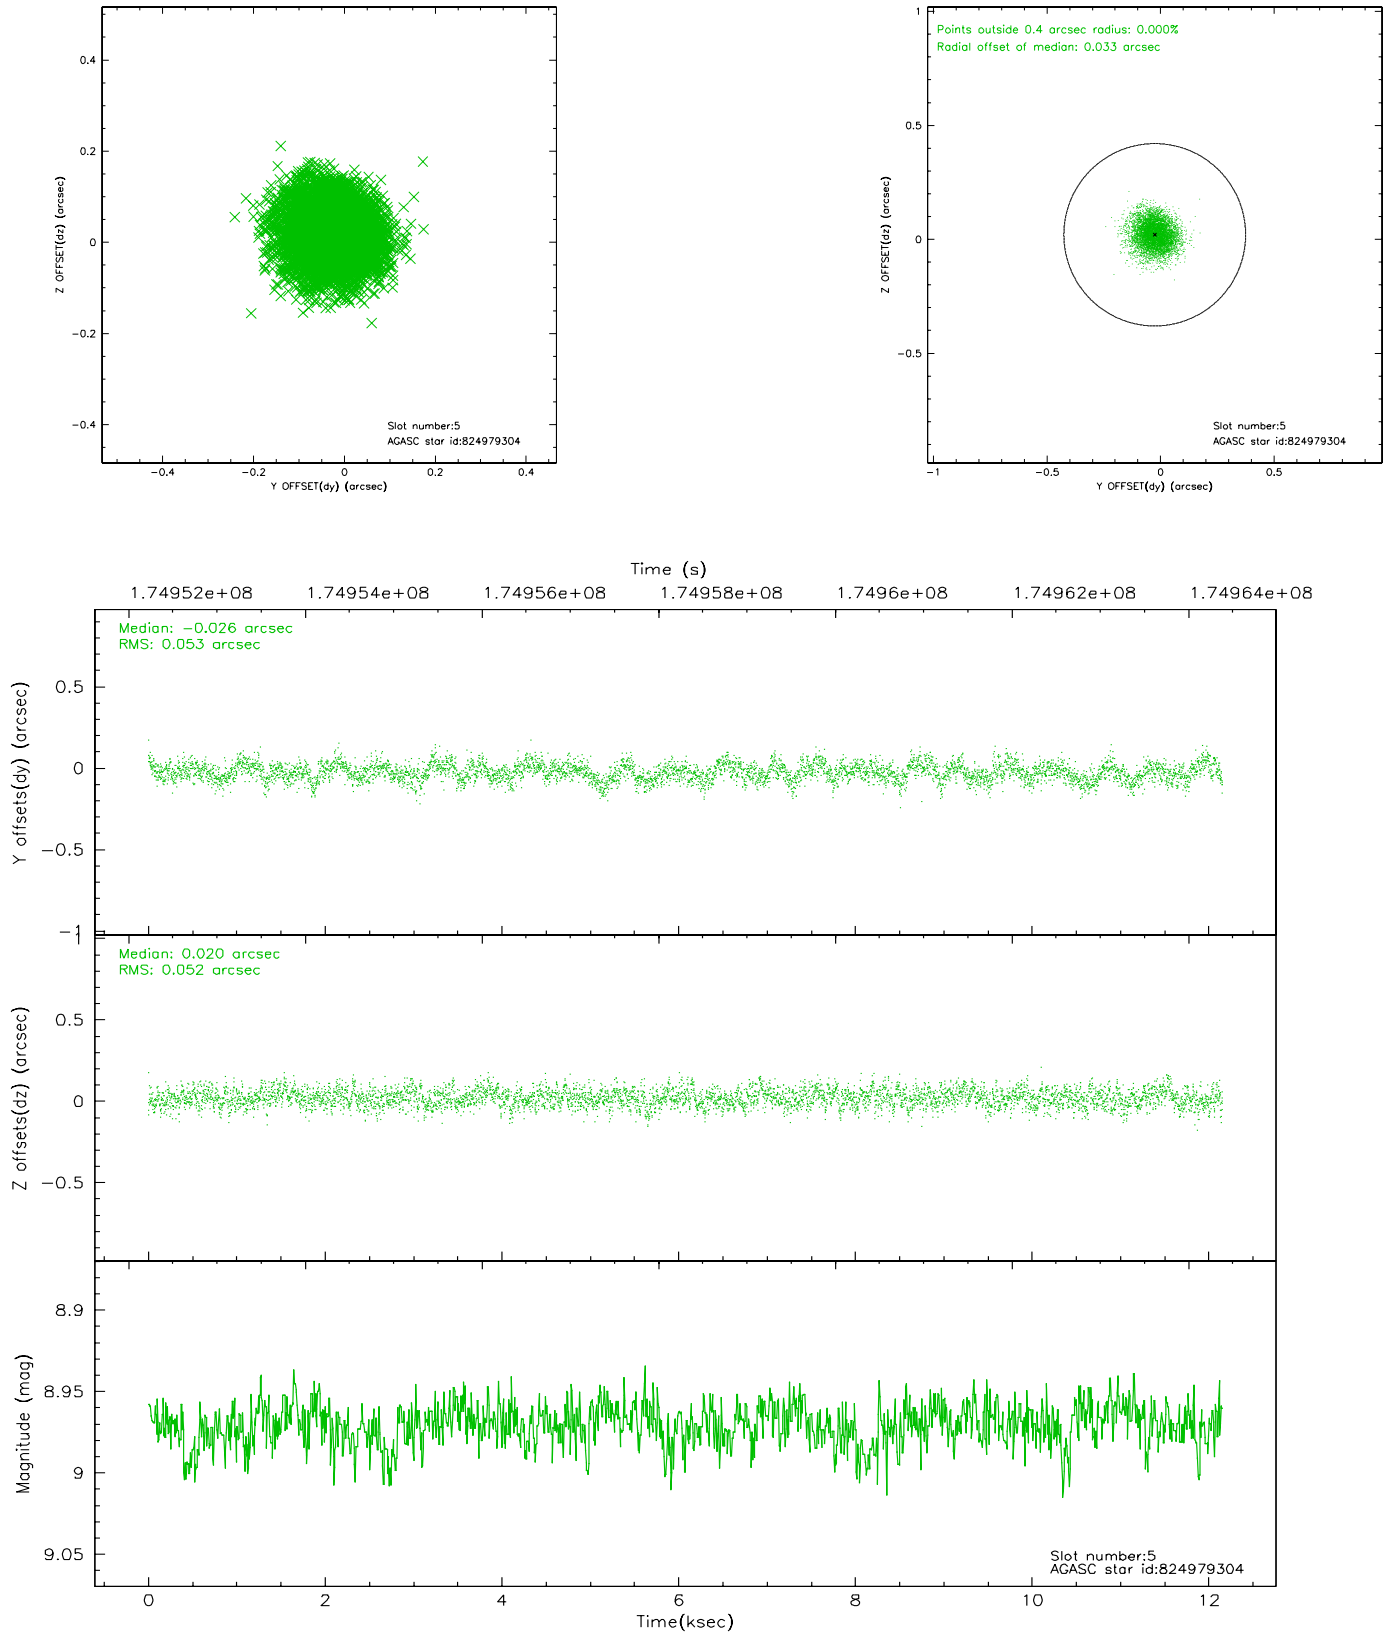 0.4
0.2
0
−0.2
−0.4
Z OFFSET(dz) (arcsec)
Slot number:5
AGASC star id:824979304
−0.4 −0.2 0 0.2 0.4
Y OFFSET(dy) (arcsec)
Points outside 0.4 arcsec radius: 0.000%
Radial offset of median: 0.033 arcsec
1
0.5
0
−0.5
Z OFFSET(dz) (arcsec)
Slot number:5
AGASC star id:824979304
−1 −0.5 0 0.5
Y OFFSET(dy) (arcsec)
Time (s)
1.74952e+08 1.74954e+08 1.74956e+08 1.74958e+08 1.7496e+08 1.74962e+08 1.74964e+08
Median: −0.026 arcsec
RMS: 0.053 arcsec
0.5
0
−0.5
−1
Y offsets(dy) (arcsec)
Median: 0.020 arcsec
RMS: 0.052 arcsec
1
0.5
0
−0.5
Z offsets(dz) (arcsec)
8.9
8.95
9
9.05
Magnitude (mag)
Slot number:5
AGASC star id:824979304
0 2 4 6 8 10 12
Time(ksec)